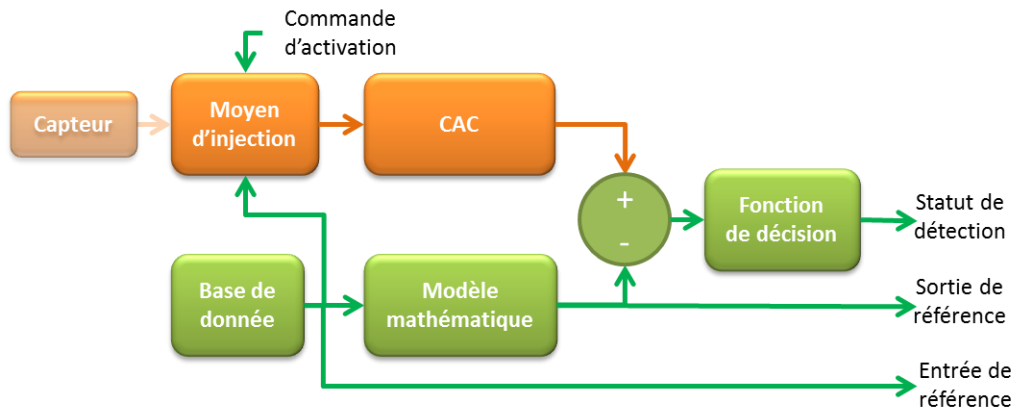 Commande
d'activation
Capteur
Moyen
d'injection
CAC
+
-
Fonction
de décision
Statut de
détection
Base de
donnée
Modèle
mathématique
Sortie de
référence
Entrée de
référence